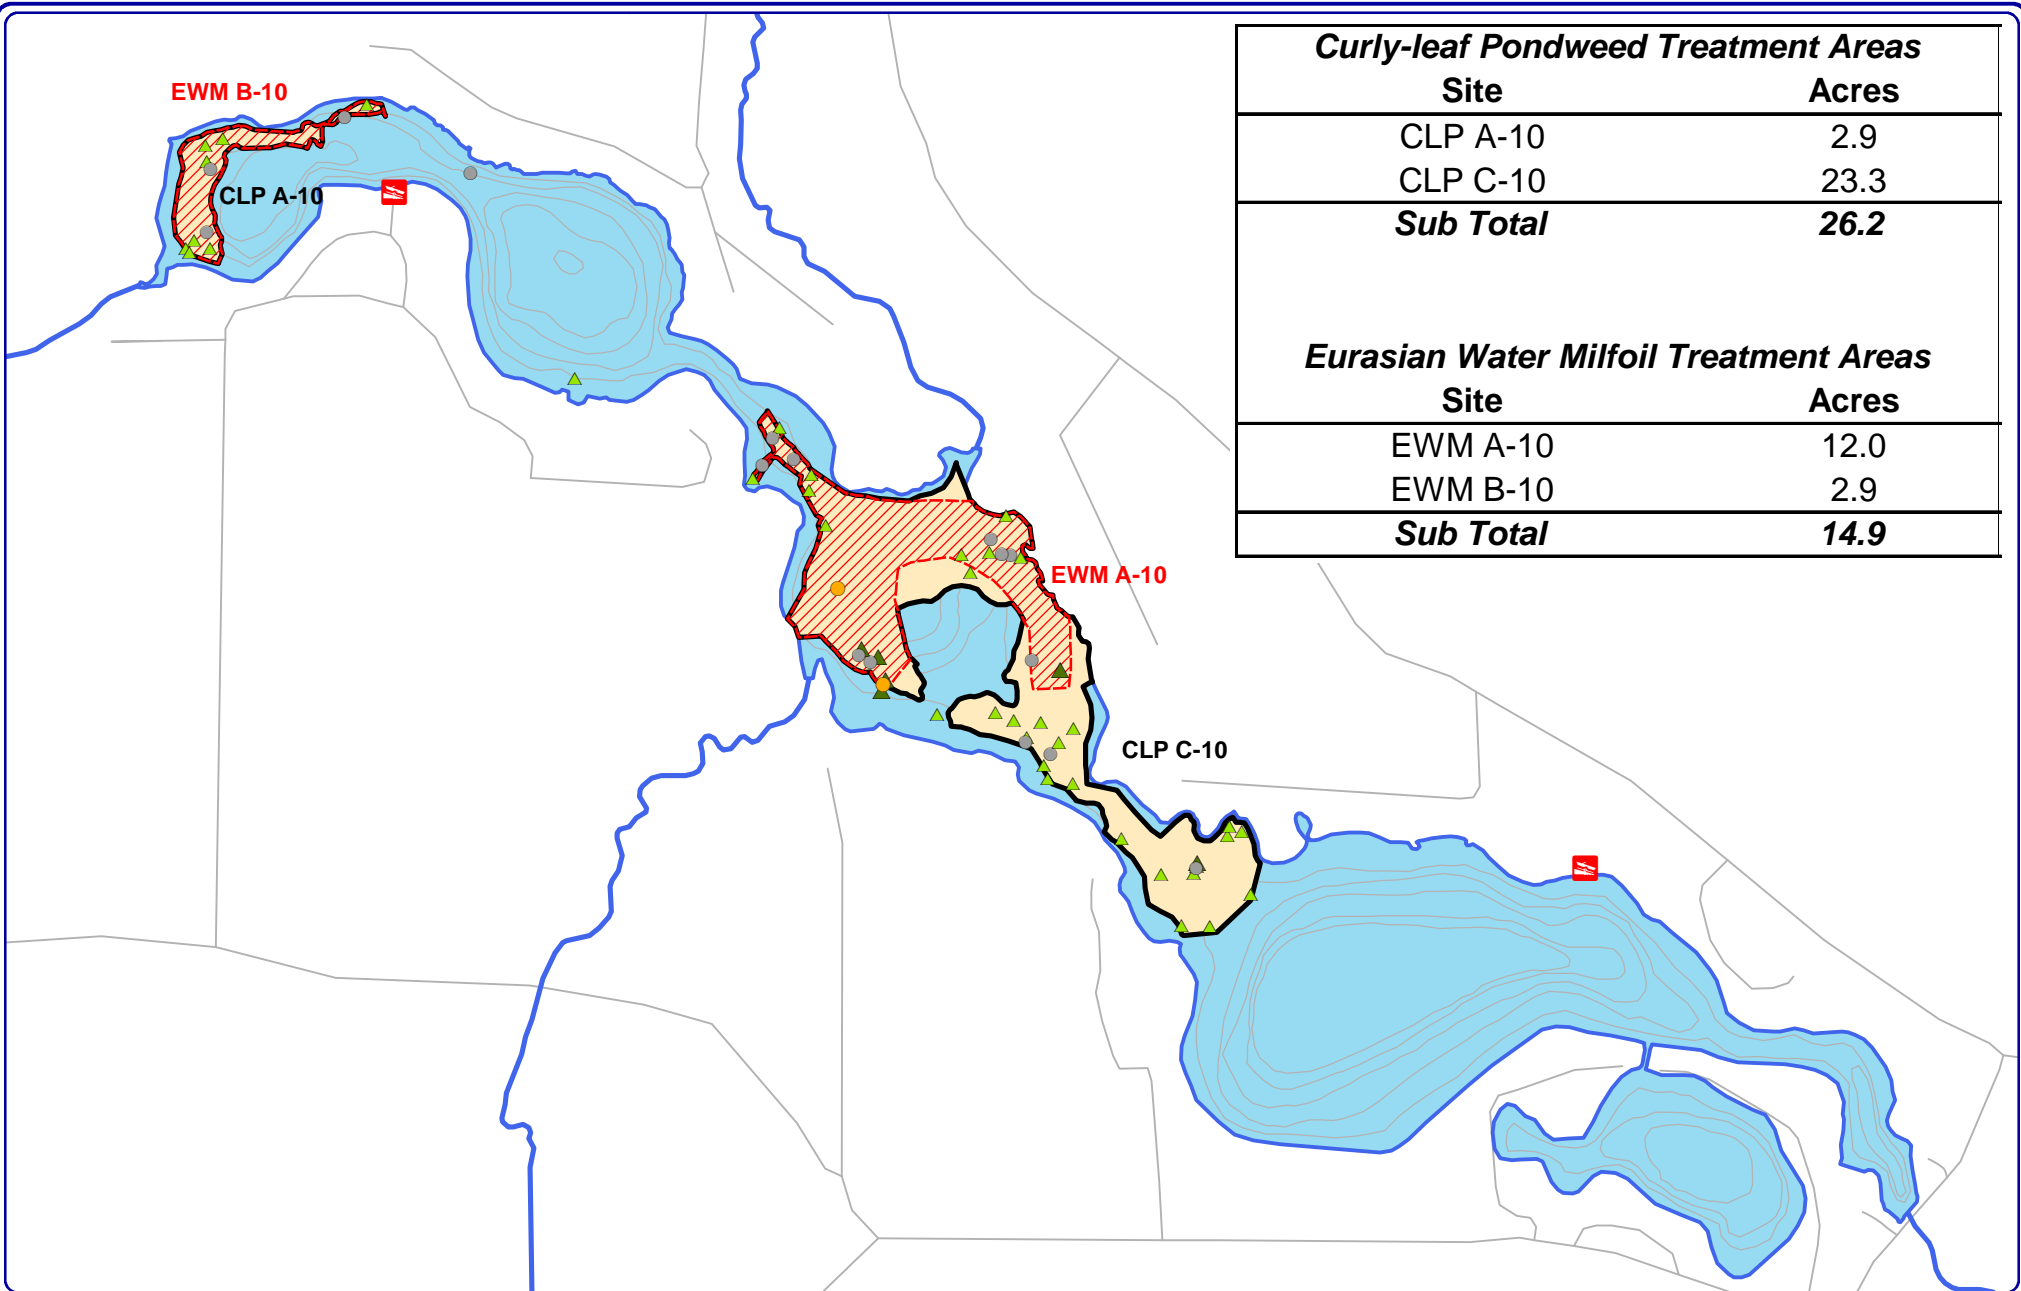 Curly-leaf Pondweed Treatment Areas
Site Acres
CLP A-10 2.9
CLP C-10 23.3
Sub Total 26.2
Eurasian Water Milfoil Treatment Areas
Site Acres
EWM A-10 12.0
EWM B-10 2.9
Sub Total 14.9
EWM B-10
CLP A-10
EWM A-10
CLP C-10